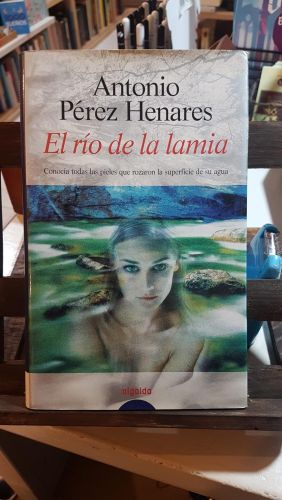 Antonio
Pérez Henares
El río de la lamia
Conocía todas las pieles que rozaron la superficie de su agua
algaida